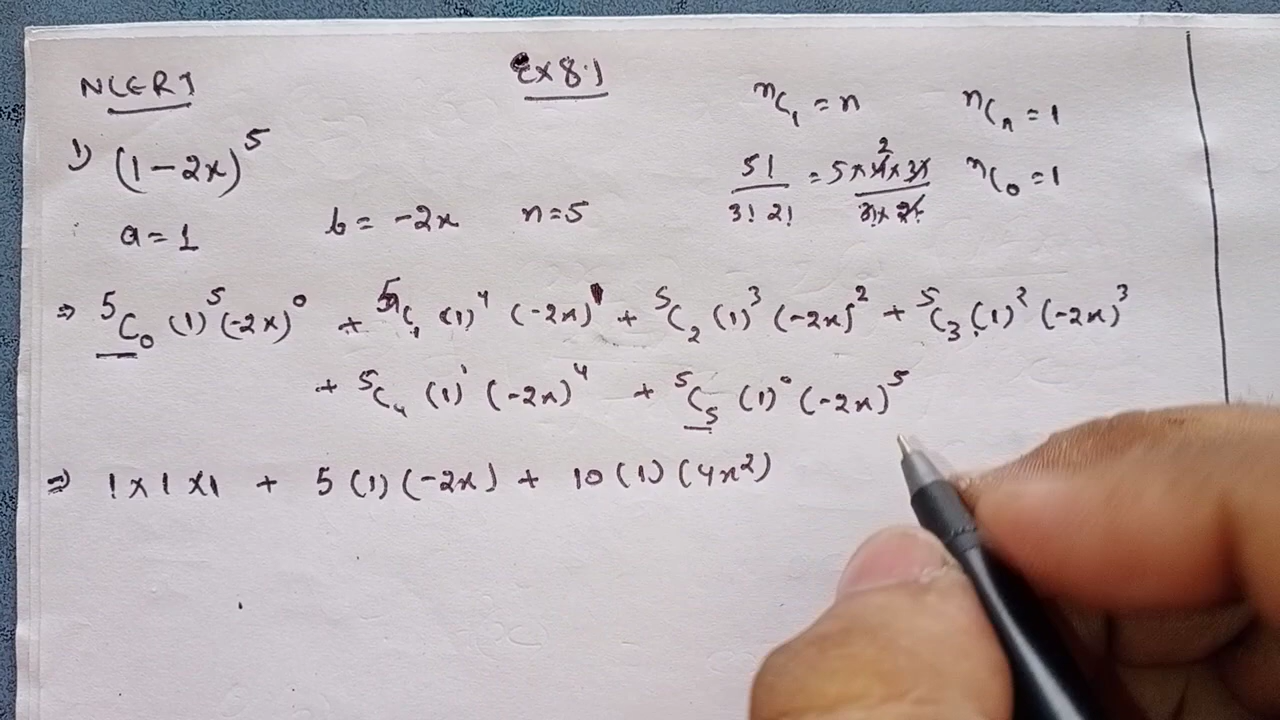 NCERT Ex 8.1
ⁿC₁ = n ⁿCₙ = 1
1) (1 - 2x)⁵
5! / 3! 2! = 5 × 4 × 3! / 3! × 2! 2 ⁿC₀ = 1
a = 1 b = -2x n = 5
⇒ ⁵C₀ (1)⁵ (-2x)⁰ + ⁵C₁ (1)⁴ (-2x)¹ + ⁵C₂ (1)³ (-2x)² + ⁵C₃ (1)² (-2x)³
+ ⁵C₄ (1)¹ (-2x)⁴ + ⁵C₅ (1)⁰ (-2x)⁵
⇒ 1 × 1 × 1 + 5 (1) (-2x) + 10 (1) (4x²)